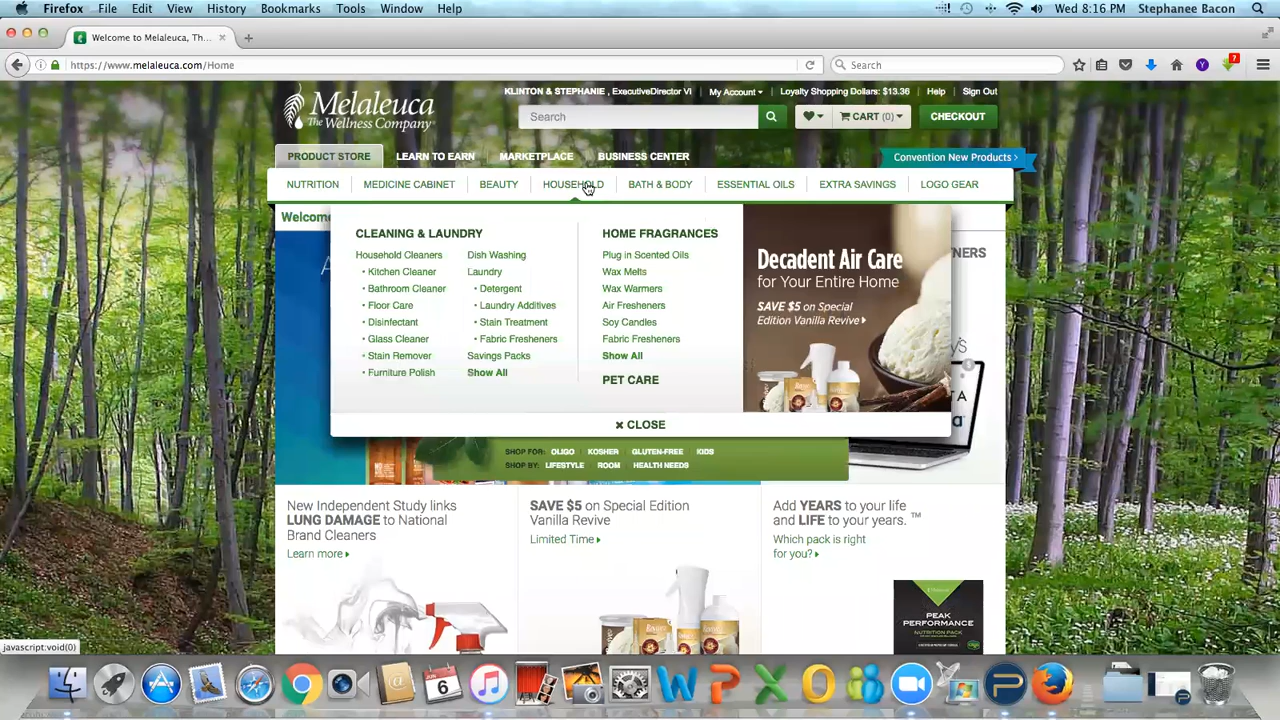 Firefox File Edit View History Bookmarks Tools Window Help Wed 8:16 PM Stephanee Bacon
Welcome to Melaleuca, Th...
https://www.melaleuca.com/Home Search 7
Melaleuca
The Wellness Company
KLINTON & STEPHANIE , ExecutiveDirector VI My Account Loyalty Shopping Dollars: $13.36 Help Sign Out
Search CART (0) CHECKOUT
PRODUCT STORE LEARN TO EARN MARKETPLACE BUSINESS CENTER Convention New Products
NUTRITION MEDICINE CABINET BEAUTY HOUSEHOLD BATH & BODY ESSENTIAL OILS EXTRA SAVINGS LOGO GEAR
Welcome
CLEANING & LAUNDRY
Household Cleaners
• Kitchen Cleaner
• Bathroom Cleaner
• Floor Care
• Disinfectant
• Glass Cleaner
• Stain Remover
• Furniture Polish
Dish Washing
Laundry
• Detergent
• Laundry Additives
• Stain Treatment
• Fabric Fresheners
Savings Packs
Show All
HOME FRAGRANCES
Plug in Scented Oils
Wax Melts
Wax Warmers
Air Fresheners
Soy Candles
Fabric Fresheners
Show All
PET CARE
Decadent Air Care
for Your Entire Home
SAVE $5 on Special
Edition Vanilla Revive
CLOSE
SHOP FOR: OLIGO KOSHER GLUTEN-FREE KIDS
SHOP BY: LIFESTYLE ROOM HEALTH NEEDS
New Independent Study links
LUNG DAMAGE to National
Brand Cleaners
Learn more
SAVE $5 on Special Edition
Vanilla Revive
Limited Time
Add YEARS to your life
and LIFE to your years. ™
Which pack is right
for you?
PEAK
PERFORMANCE
NUTRITION PACK
javascript:void(0)
JUN
6